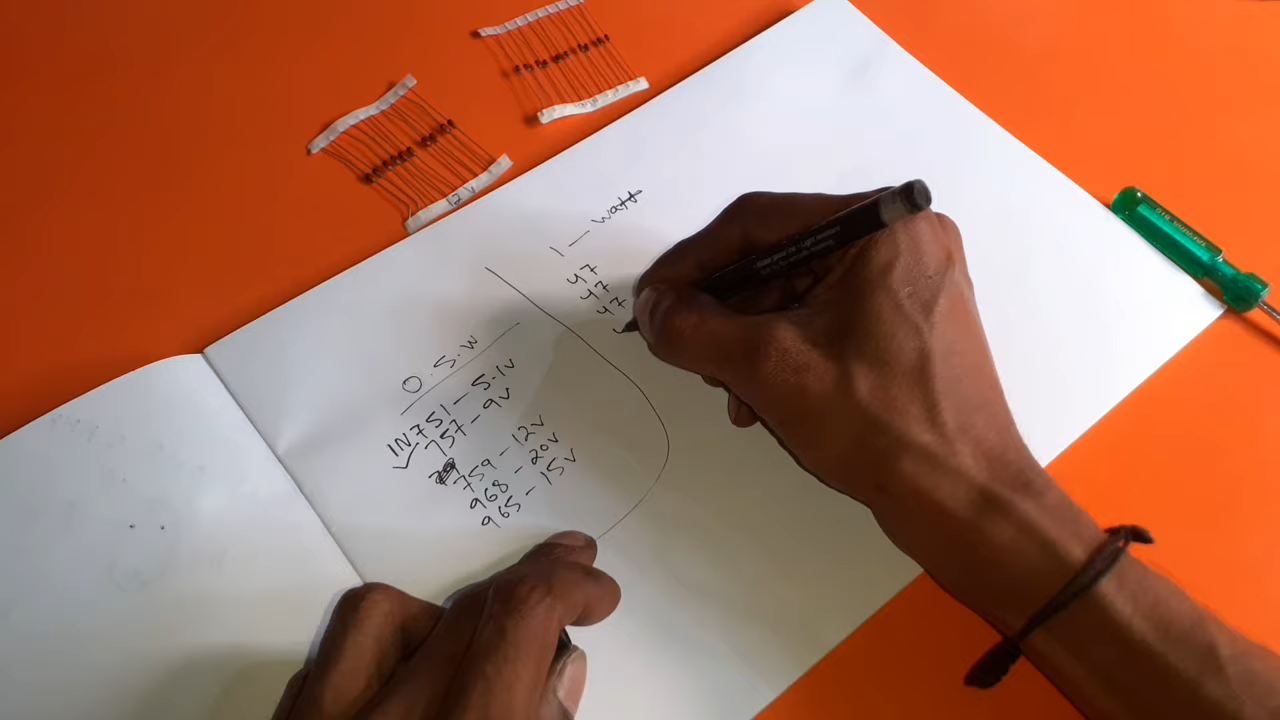 12V
1 — watt
47
47
47
0.5.W
1N751 — 5.1V
757 — 9V
759 — 12V
968 — 20V
965 — 15V